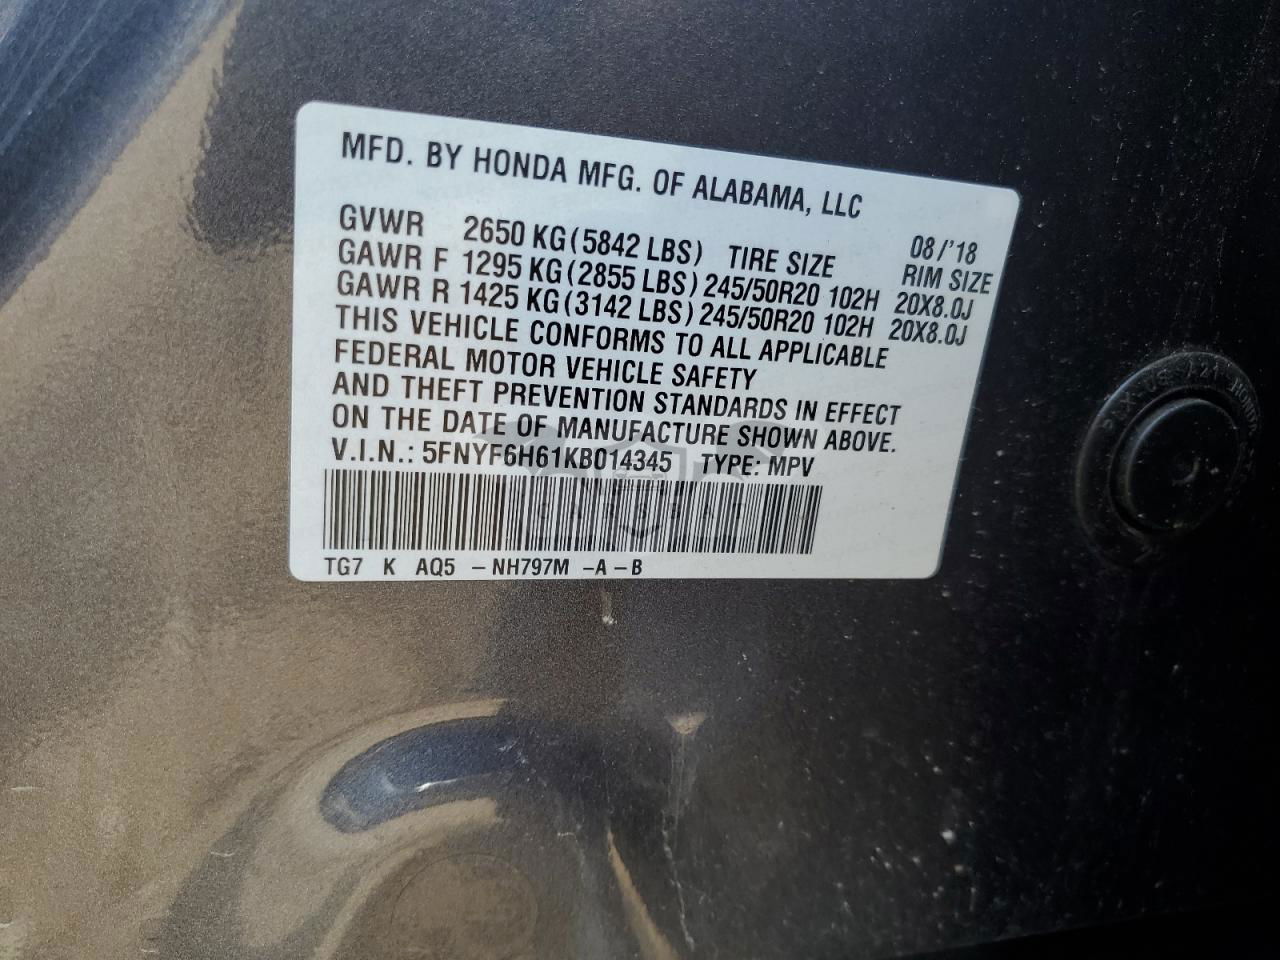 MFD. BY HONDA MFG. OF ALABAMA, LLC
08/'18
GVWR 2650 KG(5842 LBS) TIRE SIZE RIM SIZE
GAWR F 1295 KG(2855 LBS) 245/50R20 102H 20X8.0J
GAWR R 1425 KG(3142 LBS) 245/50R20 102H 20X8.0J
THIS VEHICLE CONFORMS TO ALL APPLICABLE
FEDERAL MOTOR VEHICLE SAFETY
AND THEFT PREVENTION STANDARDS IN EFFECT
ON THE DATE OF MANUFACTURE SHOWN ABOVE.
V.I.N.: 5FNYF6H61KB014345 TYPE: MPV
TG7 K AQ5 -NH797M -A -B